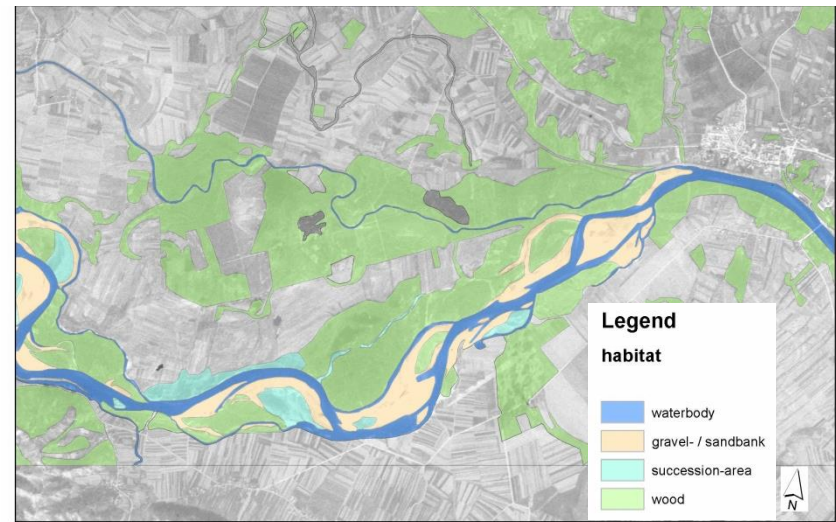 Legend
habitat
waterbody
gravel- / sandbank
succession-area
wood
N